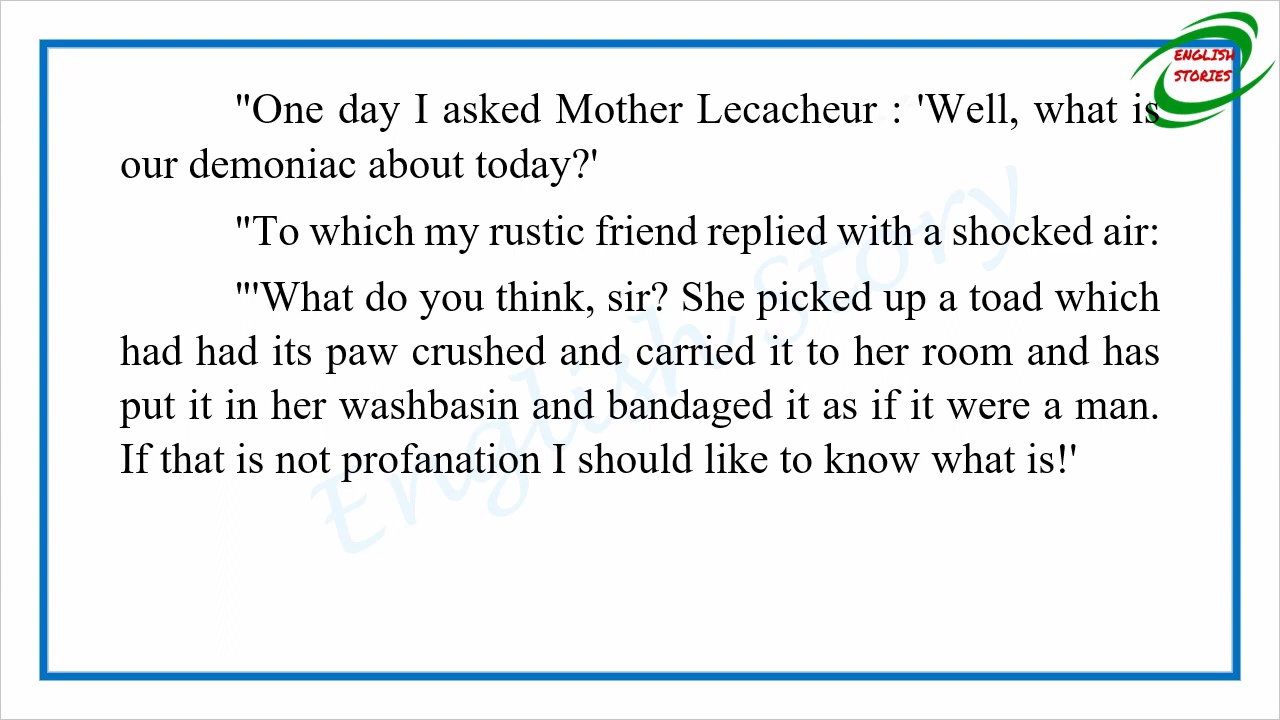 ENGLISH
STORIES
"One day I asked Mother Lecacheur : 'Well, what is
our demoniac about today?'
"To which my rustic friend replied with a shocked air:
"'What do you think, sir? She picked up a toad which
had had its paw crushed and carried it to her room and has
put it in her washbasin and bandaged it as if it were a man.
If that is not profanation I should like to know what is!'
English Story